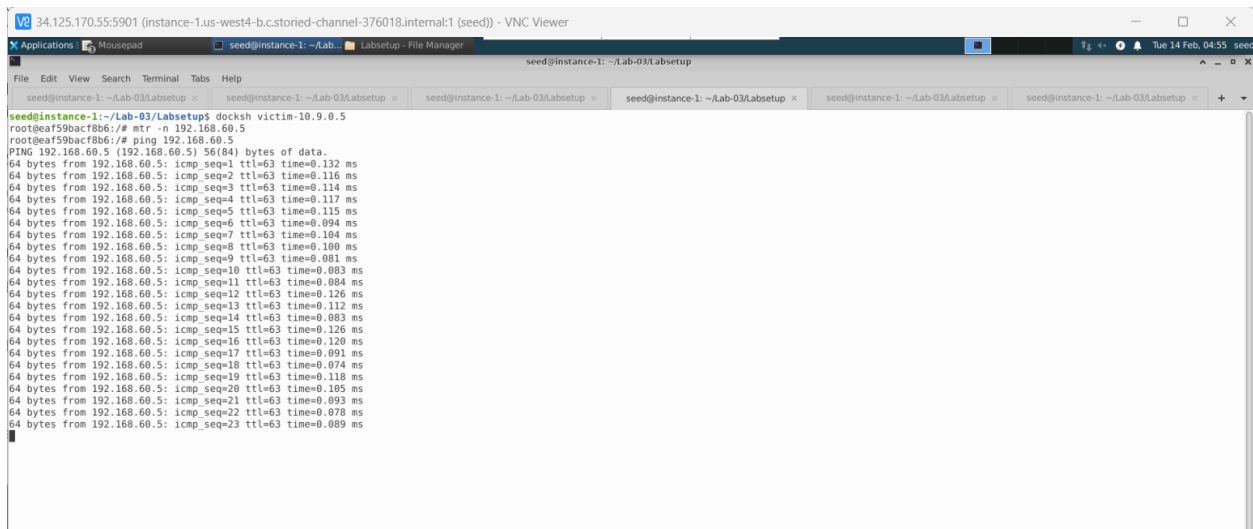 34.125.170.55:5901 (instance-1.us-west4-b.c.storied-channel-376018.internal:1 (seed)) - VNC Viewer
Applications Mousepad seed@instance-1: ~/Lab... Labsetup - File Manager Tue 14 Feb, 04:55 seed
seed@instance-1: ~/Lab-03/Labsetup
File Edit View Search Terminal Tabs Help
seed@instance-1: ~/Lab-03/Labsetup × seed@instance-1: ~/Lab-03/Labsetup × seed@instance-1: ~/Lab-03/Labsetup × seed@instance-1: ~/Lab-03/Labsetup × seed@instance-1: ~/Lab-03/Labsetup × seed@instance-1: ~/Lab-03/Labsetup ×
seed@instance-1:~/Lab-03/Labsetup$ docksh victim-10.9.0.5
root@eaf59bacf8b6:/# mtr -n 192.168.60.5
root@eaf59bacf8b6:/# ping 192.168.60.5
PING 192.168.60.5 (192.168.60.5) 56(84) bytes of data.
64 bytes from 192.168.60.5: icmp_seq=1 ttl=63 time=0.132 ms
64 bytes from 192.168.60.5: icmp_seq=2 ttl=63 time=0.116 ms
64 bytes from 192.168.60.5: icmp_seq=3 ttl=63 time=0.114 ms
64 bytes from 192.168.60.5: icmp_seq=4 ttl=63 time=0.117 ms
64 bytes from 192.168.60.5: icmp_seq=5 ttl=63 time=0.115 ms
64 bytes from 192.168.60.5: icmp_seq=6 ttl=63 time=0.094 ms
64 bytes from 192.168.60.5: icmp_seq=7 ttl=63 time=0.104 ms
64 bytes from 192.168.60.5: icmp_seq=8 ttl=63 time=0.100 ms
64 bytes from 192.168.60.5: icmp_seq=9 ttl=63 time=0.081 ms
64 bytes from 192.168.60.5: icmp_seq=10 ttl=63 time=0.083 ms
64 bytes from 192.168.60.5: icmp_seq=11 ttl=63 time=0.084 ms
64 bytes from 192.168.60.5: icmp_seq=12 ttl=63 time=0.126 ms
64 bytes from 192.168.60.5: icmp_seq=13 ttl=63 time=0.112 ms
64 bytes from 192.168.60.5: icmp_seq=14 ttl=63 time=0.083 ms
64 bytes from 192.168.60.5: icmp_seq=15 ttl=63 time=0.126 ms
64 bytes from 192.168.60.5: icmp_seq=16 ttl=63 time=0.120 ms
64 bytes from 192.168.60.5: icmp_seq=17 ttl=63 time=0.091 ms
64 bytes from 192.168.60.5: icmp_seq=18 ttl=63 time=0.074 ms
64 bytes from 192.168.60.5: icmp_seq=19 ttl=63 time=0.118 ms
64 bytes from 192.168.60.5: icmp_seq=20 ttl=63 time=0.105 ms
64 bytes from 192.168.60.5: icmp_seq=21 ttl=63 time=0.093 ms
64 bytes from 192.168.60.5: icmp_seq=22 ttl=63 time=0.078 ms
64 bytes from 192.168.60.5: icmp_seq=23 ttl=63 time=0.089 ms